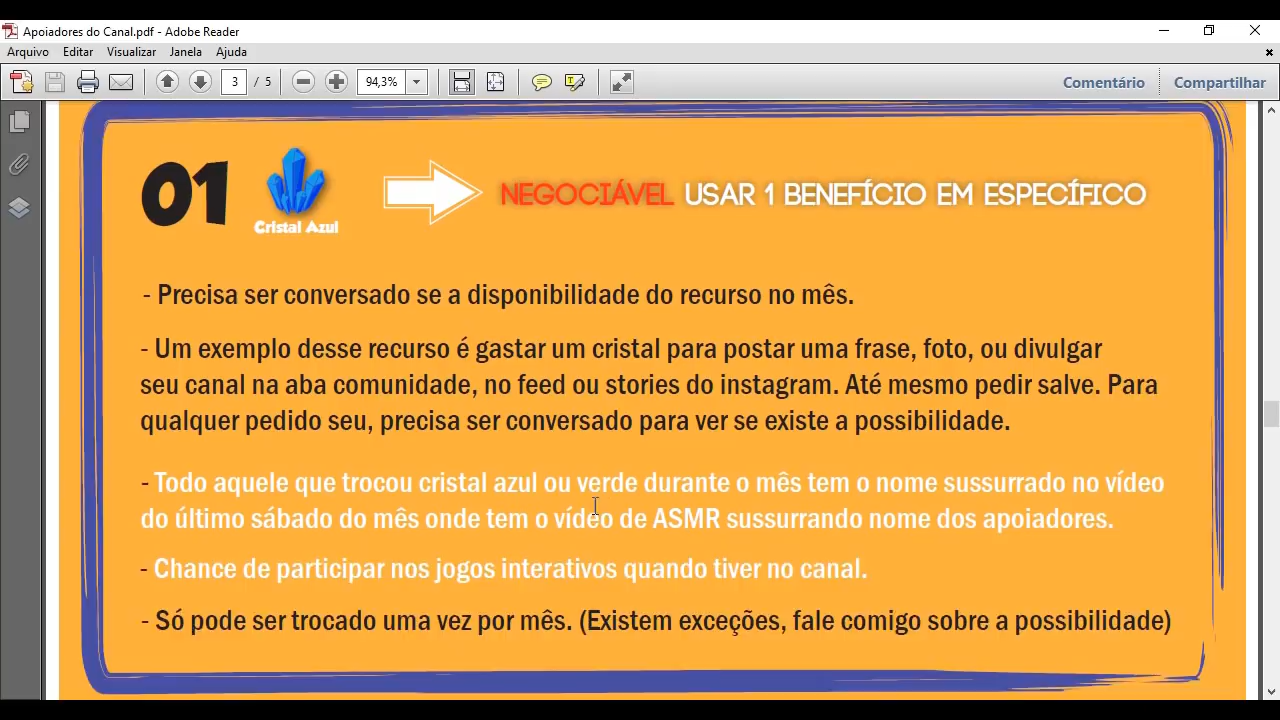 Apoiadores do Canal.pdf - Adobe Reader
Arquivo Editar Visualizar Janela Ajuda
3 / 5 94,3% Comentário Compartilhar
01 Cristal Azul NEGOCIÁVEL USAR 1 BENEFÍCIO EM ESPECÍFICO
- Precisa ser conversado se a disponibilidade do recurso no mês.
- Um exemplo desse recurso é gastar um cristal para postar uma frase, foto, ou divulgar
seu canal na aba comunidade, no feed ou stories do instagram. Até mesmo pedir salve. Para
qualquer pedido seu, precisa ser conversado para ver se existe a possibilidade.
- Todo aquele que trocou cristal azul ou verde durante o mês tem o nome sussurado no vídeo
do último sábado do mês onde tem o vídeo de ASMR sussurrando nome dos apoiadores.
- Chance de participar nos jogos interativos quando tiver no canal.
- Só pode ser trocado uma vez por mês. (Existem exceções, fale comigo sobre a possibilidade)